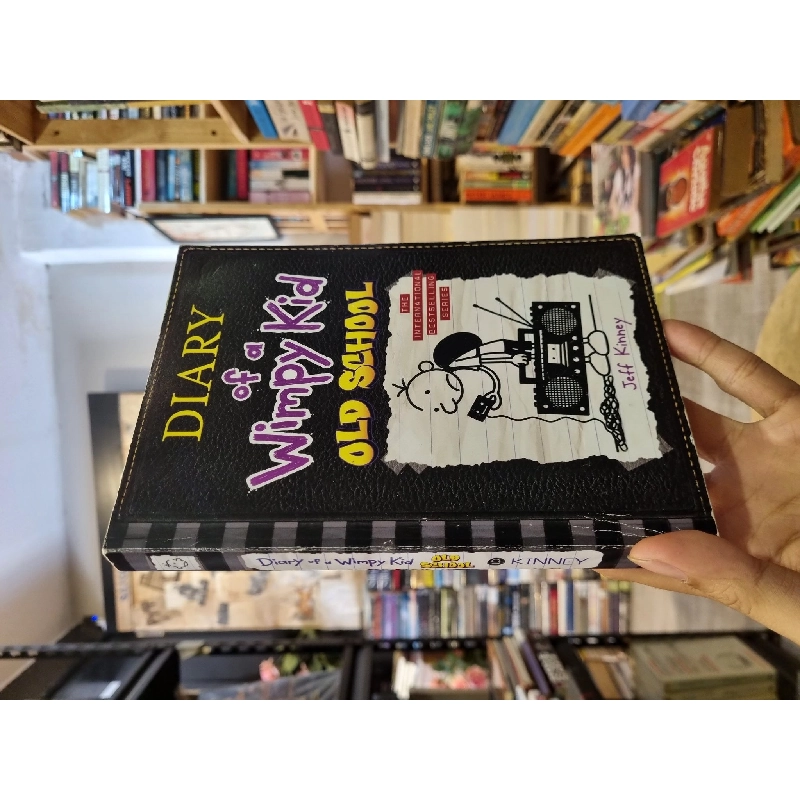 DIARY
of a
Wimpy Kid
OLD SCHOOL
THE
INTERNATIONAL
BESTSELLING
SERIES
Jeff Kinney
Diary of a Wimpy Kid OLD SCHOOL KINNEY